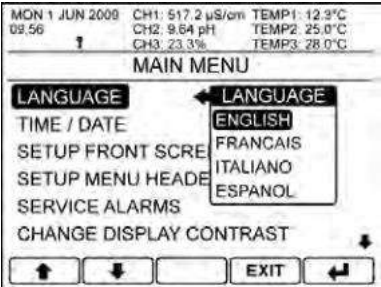 MON 1 JUN 2009 CH1: 517.2 µS/cm TEMP1: 12.3°C
09:56 CH2: 9.64 pH TEMP2: 25.0°C
CH3: 23.3% TEMP3: 28.0°C
MAIN MENU
LANGUAGE LANGUAGE
TIME / DATE ENGLISH
SETUP FRONT SCREE FRANCAIS
SETUP MENU HEADE ITALIANO
SERVICE ALARMS ESPANOL
CHANGE DISPLAY CONTRAST
EXIT